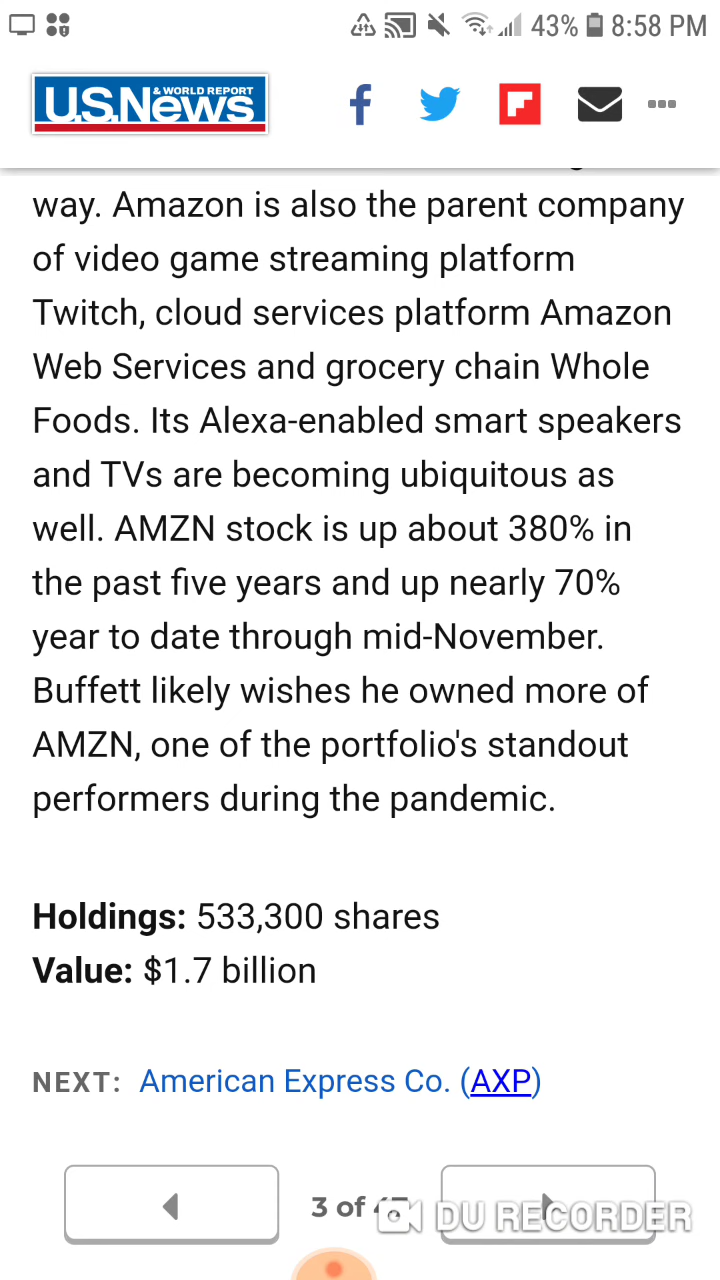 43% 8:58 PM
U.S.News & WORLD REPORT
way. Amazon is also the parent company
of video game streaming platform
Twitch, cloud services platform Amazon
Web Services and grocery chain Whole
Foods. Its Alexa-enabled smart speakers
and TVs are becoming ubiquitous as
well. AMZN stock is up about 380% in
the past five years and up nearly 70%
year to date through mid-November.
Buffett likely wishes he owned more of
AMZN, one of the portfolio's standout
performers during the pandemic.
Holdings: 533,300 shares
Value: $1.7 billion
NEXT: American Express Co. (AXP)
3 of
DU RECORDER